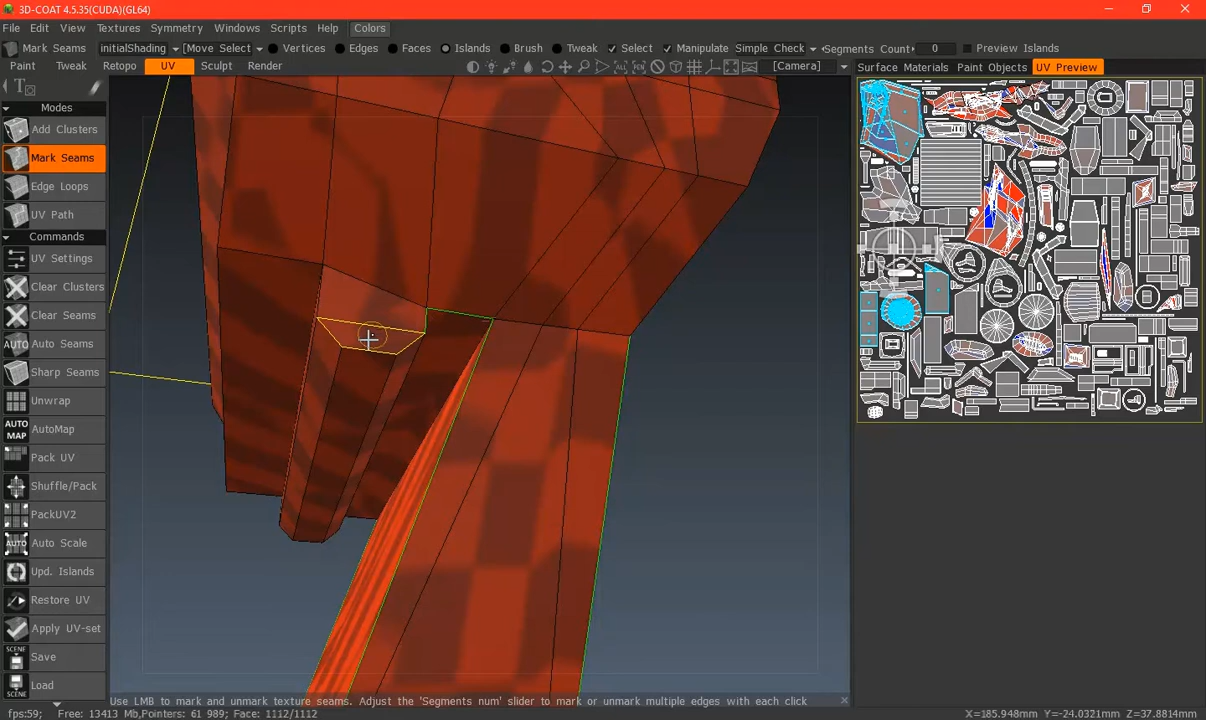 3D-COAT 4.5.35(CUDA)(GL64)
File Edit View Textures Symmetry Windows Scripts Help Colors
Mark Seams initialShading [Move Select Vertices Edges Faces Islands Brush Tweak Select Manipulate Simple Check Segments Count: 0 Preview Islands
Paint Tweak Retopo UV Sculpt Render [Camera] Surface Materials Paint Objects UV Preview
Modes
Add Clusters
Mark Seams
Edge Loops
UV Path
Commands
UV Settings
Clear Clusters
Clear Seams
AUTO Auto Seams
Sharp Seams
Unwrap
AUTO MAP AutoMap
Pack UV
Shuffle/Pack
PackUV2
AUTO Auto Scale
Upd. Islands
Restore UV
Apply UV-set
SCENE Save
Load
SCENE
Use LMB to mark and unmark texture seams. Adjust the 'Segments num' slider to mark or unmark multiple edges with each click
fps:59; Free: 13413 Mb,Pointers: 61 989; Face: 1112/1112 X=185.948mm Y=-24.0321mm Z=37.8814mm